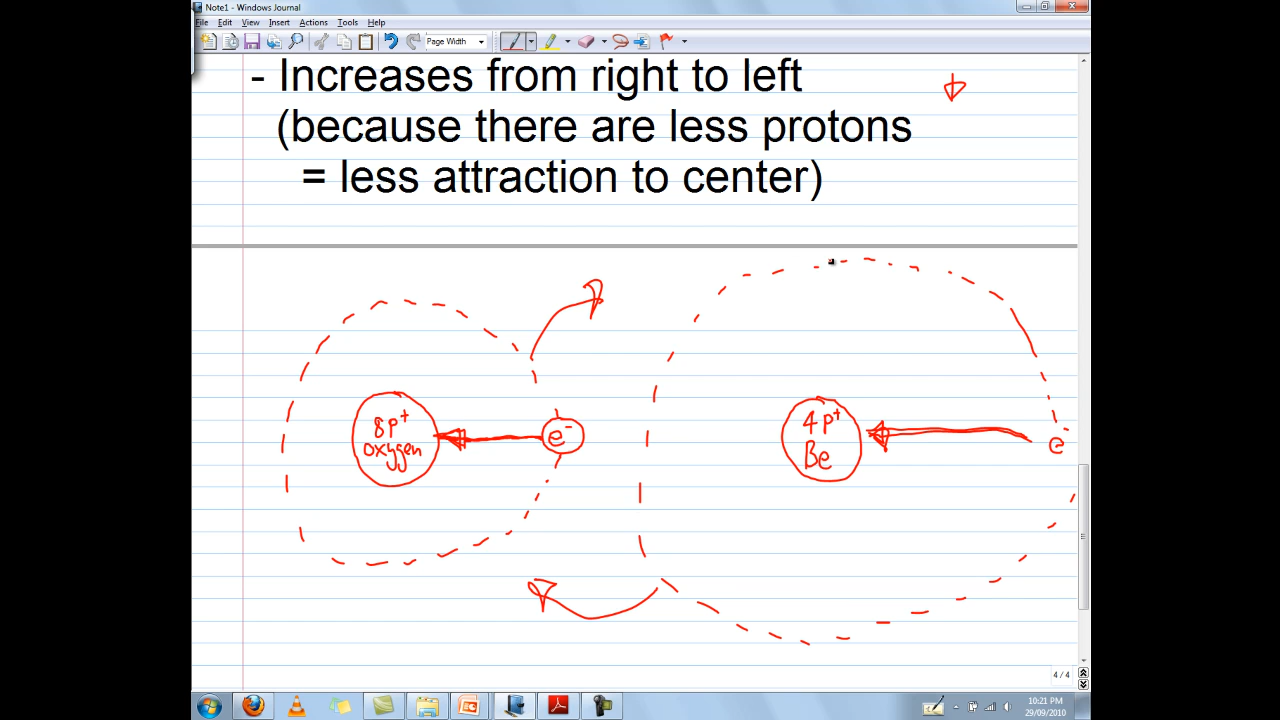 Note1 - Windows Journal
File Edit View Insert Actions Tools Help
Page Width
- Increases from right to left
(because there are less protons
= less attraction to center)
8p+
oxygen
e-
4p+
Be
e-
4 / 4
10:21 PM
29/09/2010